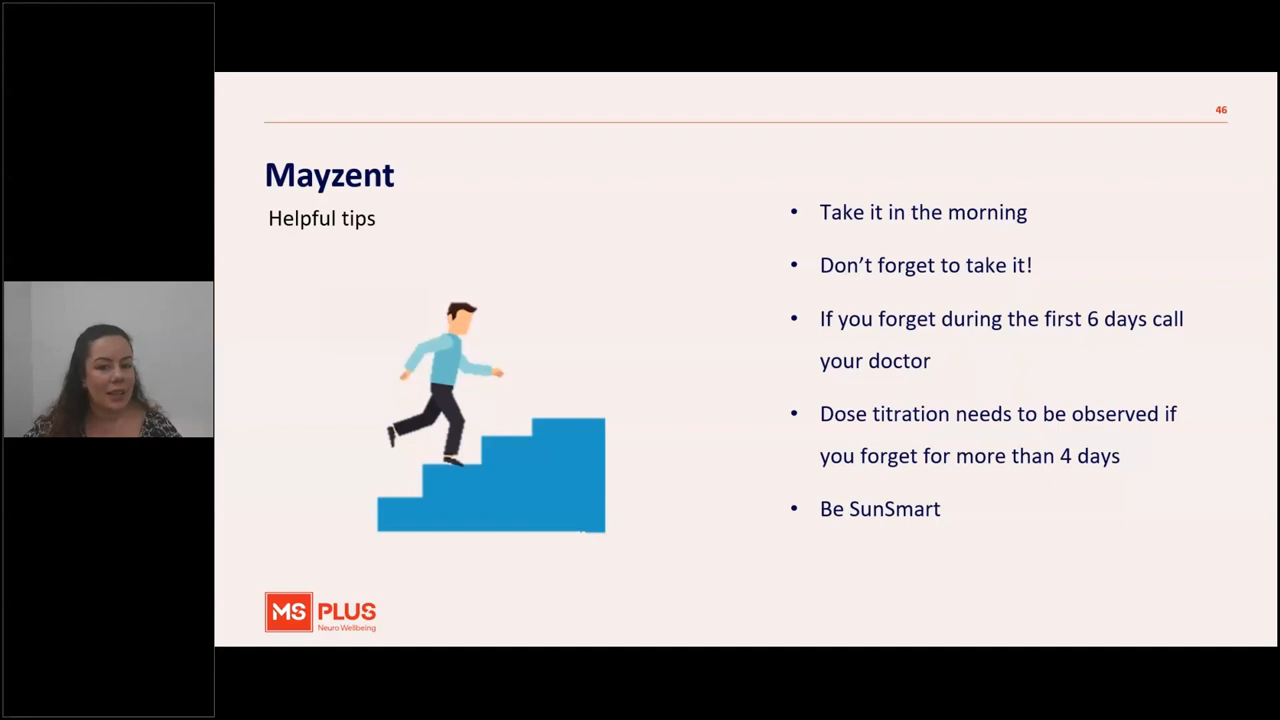 46
Mayzent
Helpful tips
• Take it in the morning
• Don’t forget to take it!
• If you forget during the first 6 days call
your doctor
• Dose titration needs to be observed if
you forget for more than 4 days
• Be SunSmart
MS PLUS
Neuro Wellbeing